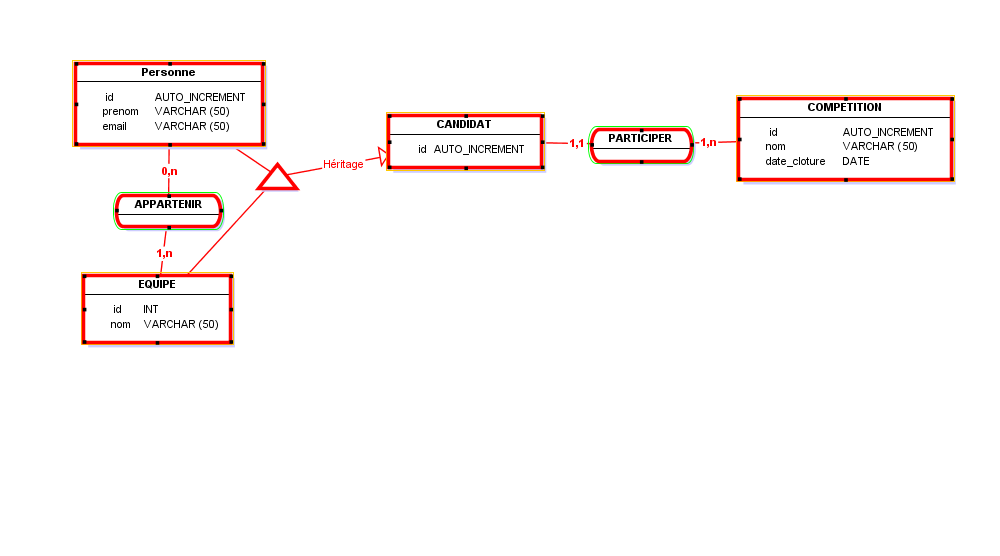 Personne
id AUTO_INCREMENT
prenom VARCHAR (50)
email VARCHAR (50)
0,n
APPARTENIR
1,n
EQUIPE
id INT
nom VARCHAR (50)
Héritage
CANDIDAT
id AUTO_INCREMENT
1,1
PARTICIPER
1,n
COMPETITION
id AUTO_INCREMENT
nom VARCHAR (50)
date_cloture DATE